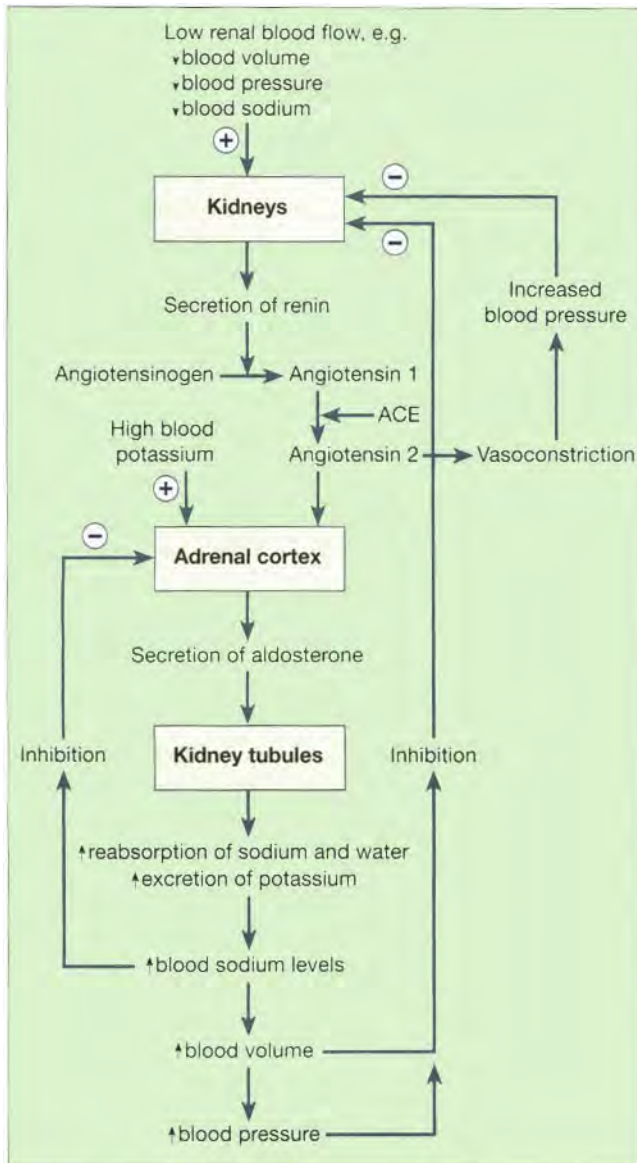 Low renal blood flow, e.g.
▼blood volume
▼blood pressure
▼blood sodium
+
−
Kidneys
−
Secretion of renin
Increased
blood pressure
Angiotensinogen
Angiotensin 1
ACE
High blood
potassium
Angiotensin 2
Vasoconstriction
+
−
Adrenal cortex
Secretion of aldosterone
Kidney tubules
Inhibition
Inhibition
↑reabsorption of sodium and water
↑excretion of potassium
↑blood sodium levels
↑blood volume
↑blood pressure